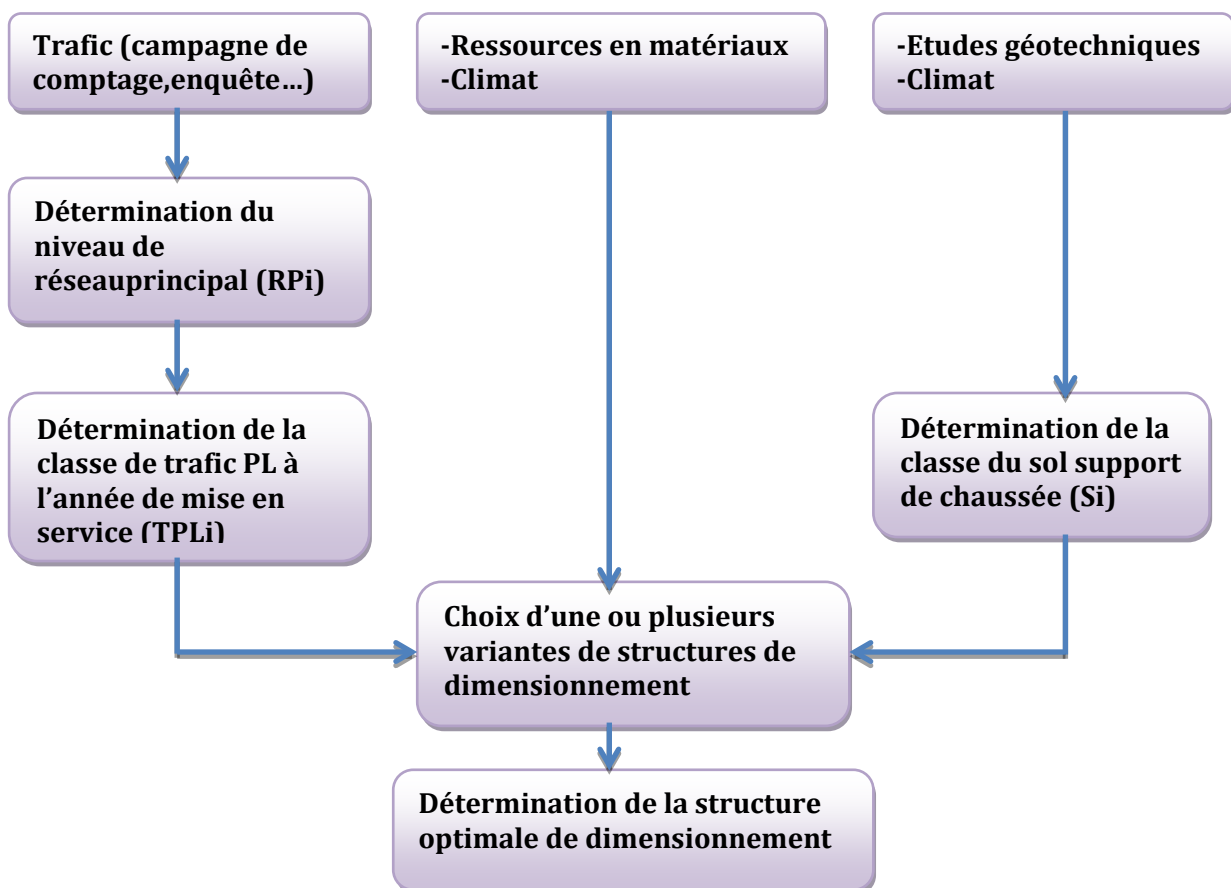 Trafic (campagne de
comptage,enquête…)
-Ressources en matériaux
-Climat
-Etudes géotechniques
-Climat
Détermination du
niveau de
réseauprincipal (RPi)
Détermination de la
classe de trafic PL à
l’année de mise en
service (TPLi)
Détermination de la
classe du sol support
de chaussée (Si)
Choix d’une ou plusieurs
variantes de structures de
dimensionnement
Détermination de la structure
optimale de dimensionnement